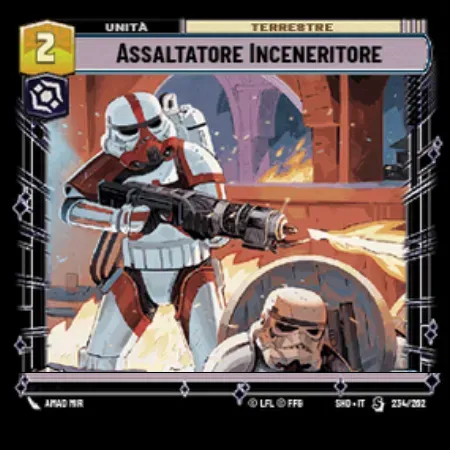 UNITÀ TERRESTRE
2 ASSALTATORE INCENERITORE
AMAD MIR © LFL © FFG SHD • IT 234/262